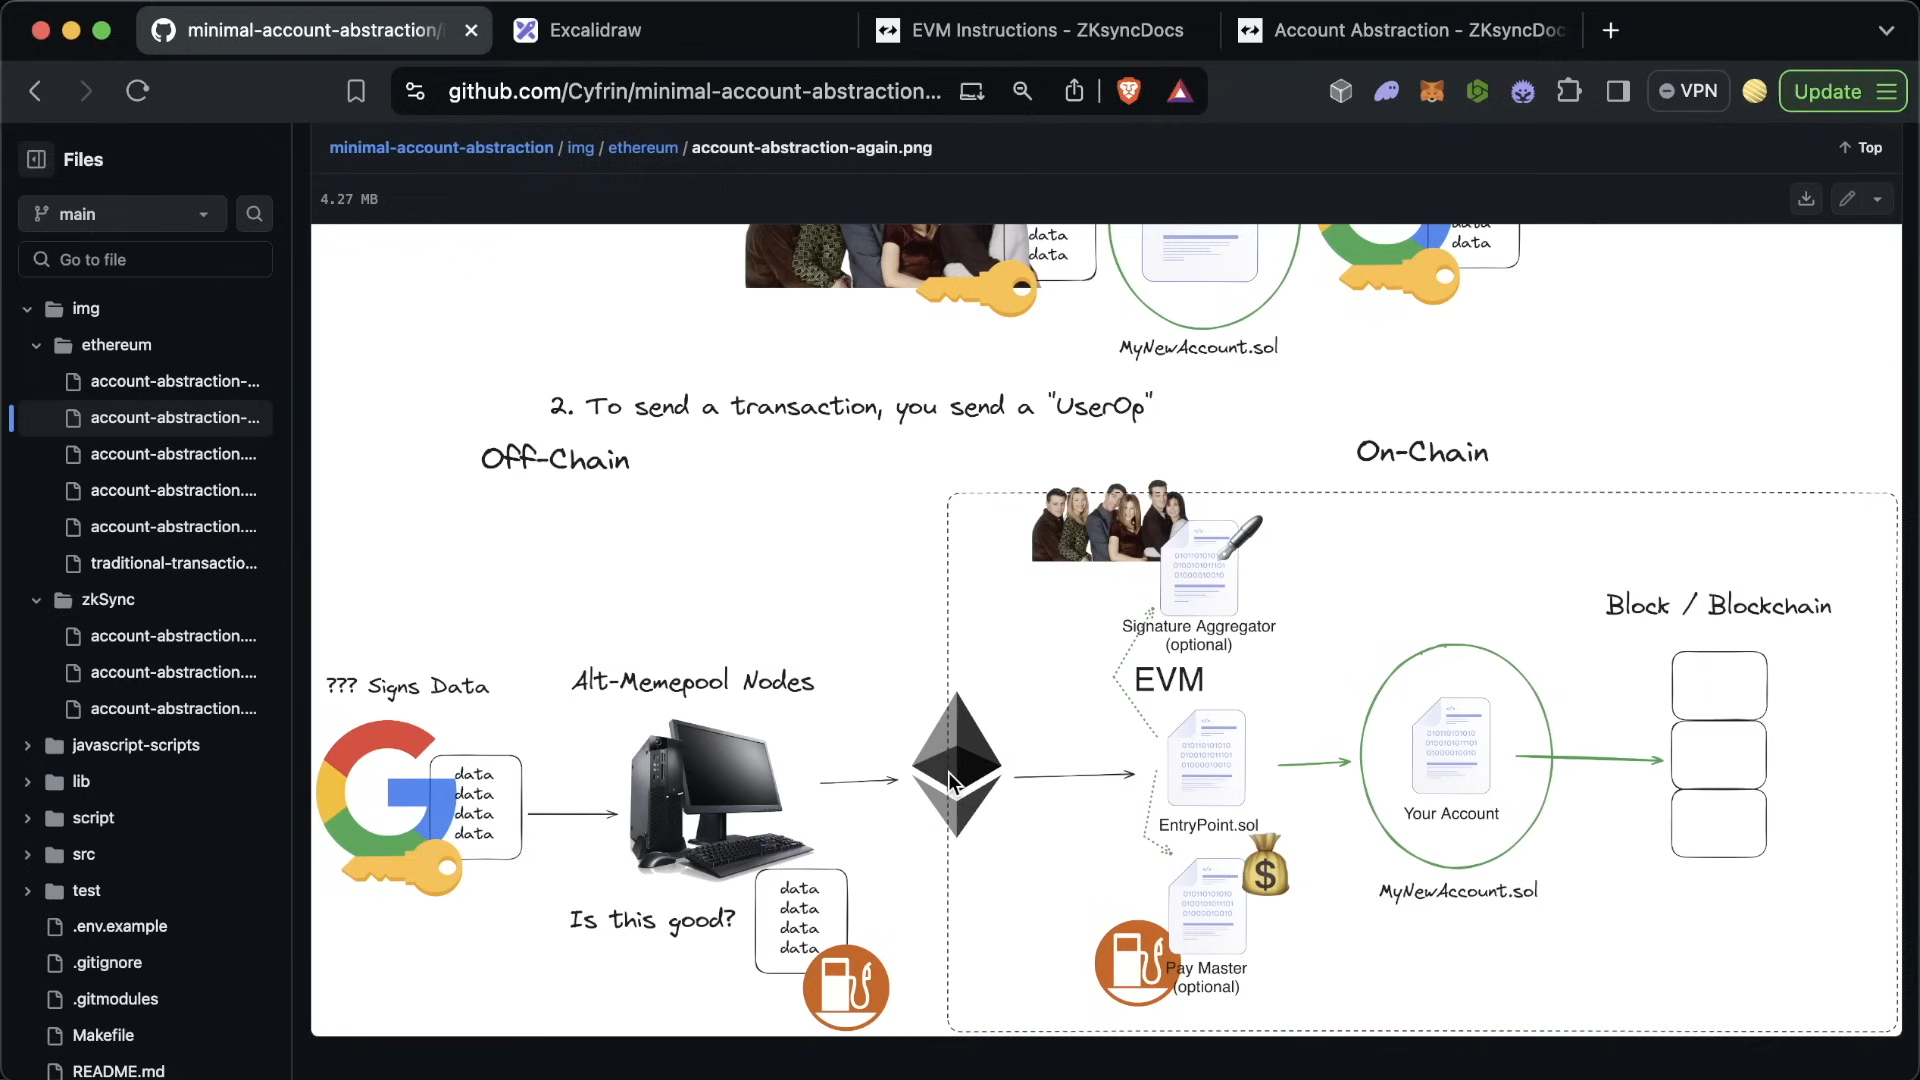 minimal-account-abstraction/
Excalidraw
EVM Instructions - ZKsyncDocs
Account Abstraction - ZKsyncDoc
github.com/Cyfrin/minimal-account-abstraction...
VPN
Update
Files
minimal-account-abstraction / img / ethereum / account-abstraction-again.png
Top
main
4.27 MB
Go to file
img
ethereum
account-abstraction-...
account-abstraction-...
account-abstraction....
account-abstraction....
account-abstraction....
traditional-transactio...
zkSync
account-abstraction....
account-abstraction....
account-abstraction....
javascript-scripts
lib
script
src
test
.env.example
.gitignore
.gitmodules
Makefile
README.md
data
data
data
data
MyNewAccount.sol
2. To send a transaction, you send a "UserOp"
Off-Chain
On-Chain
Signature Aggregator
(optional)
EVM
Block / Blockchain
??? Signs Data
Alt-Memepool Nodes
data
data
data
data
EntryPoint.sol
Your Account
MyNewAccount.sol
Is this good?
data
data
data
data
Pay Master
(optional)